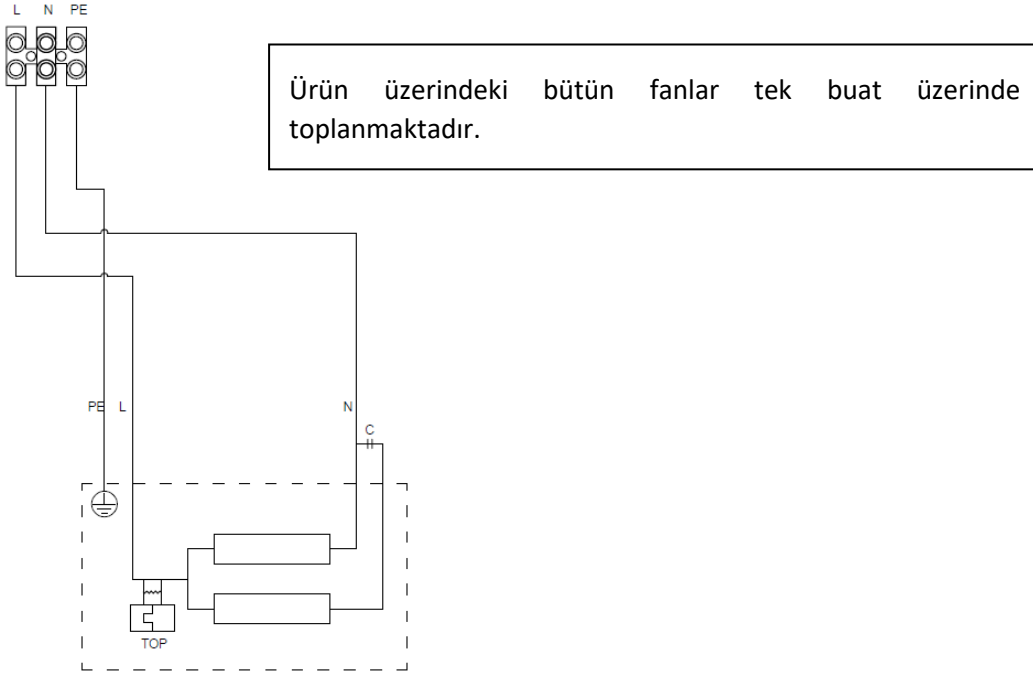 L N PE
Ürün üzerindeki bütün fanlar tek buat üzerinde
toplanmaktadır.
PE L N
C
TOP